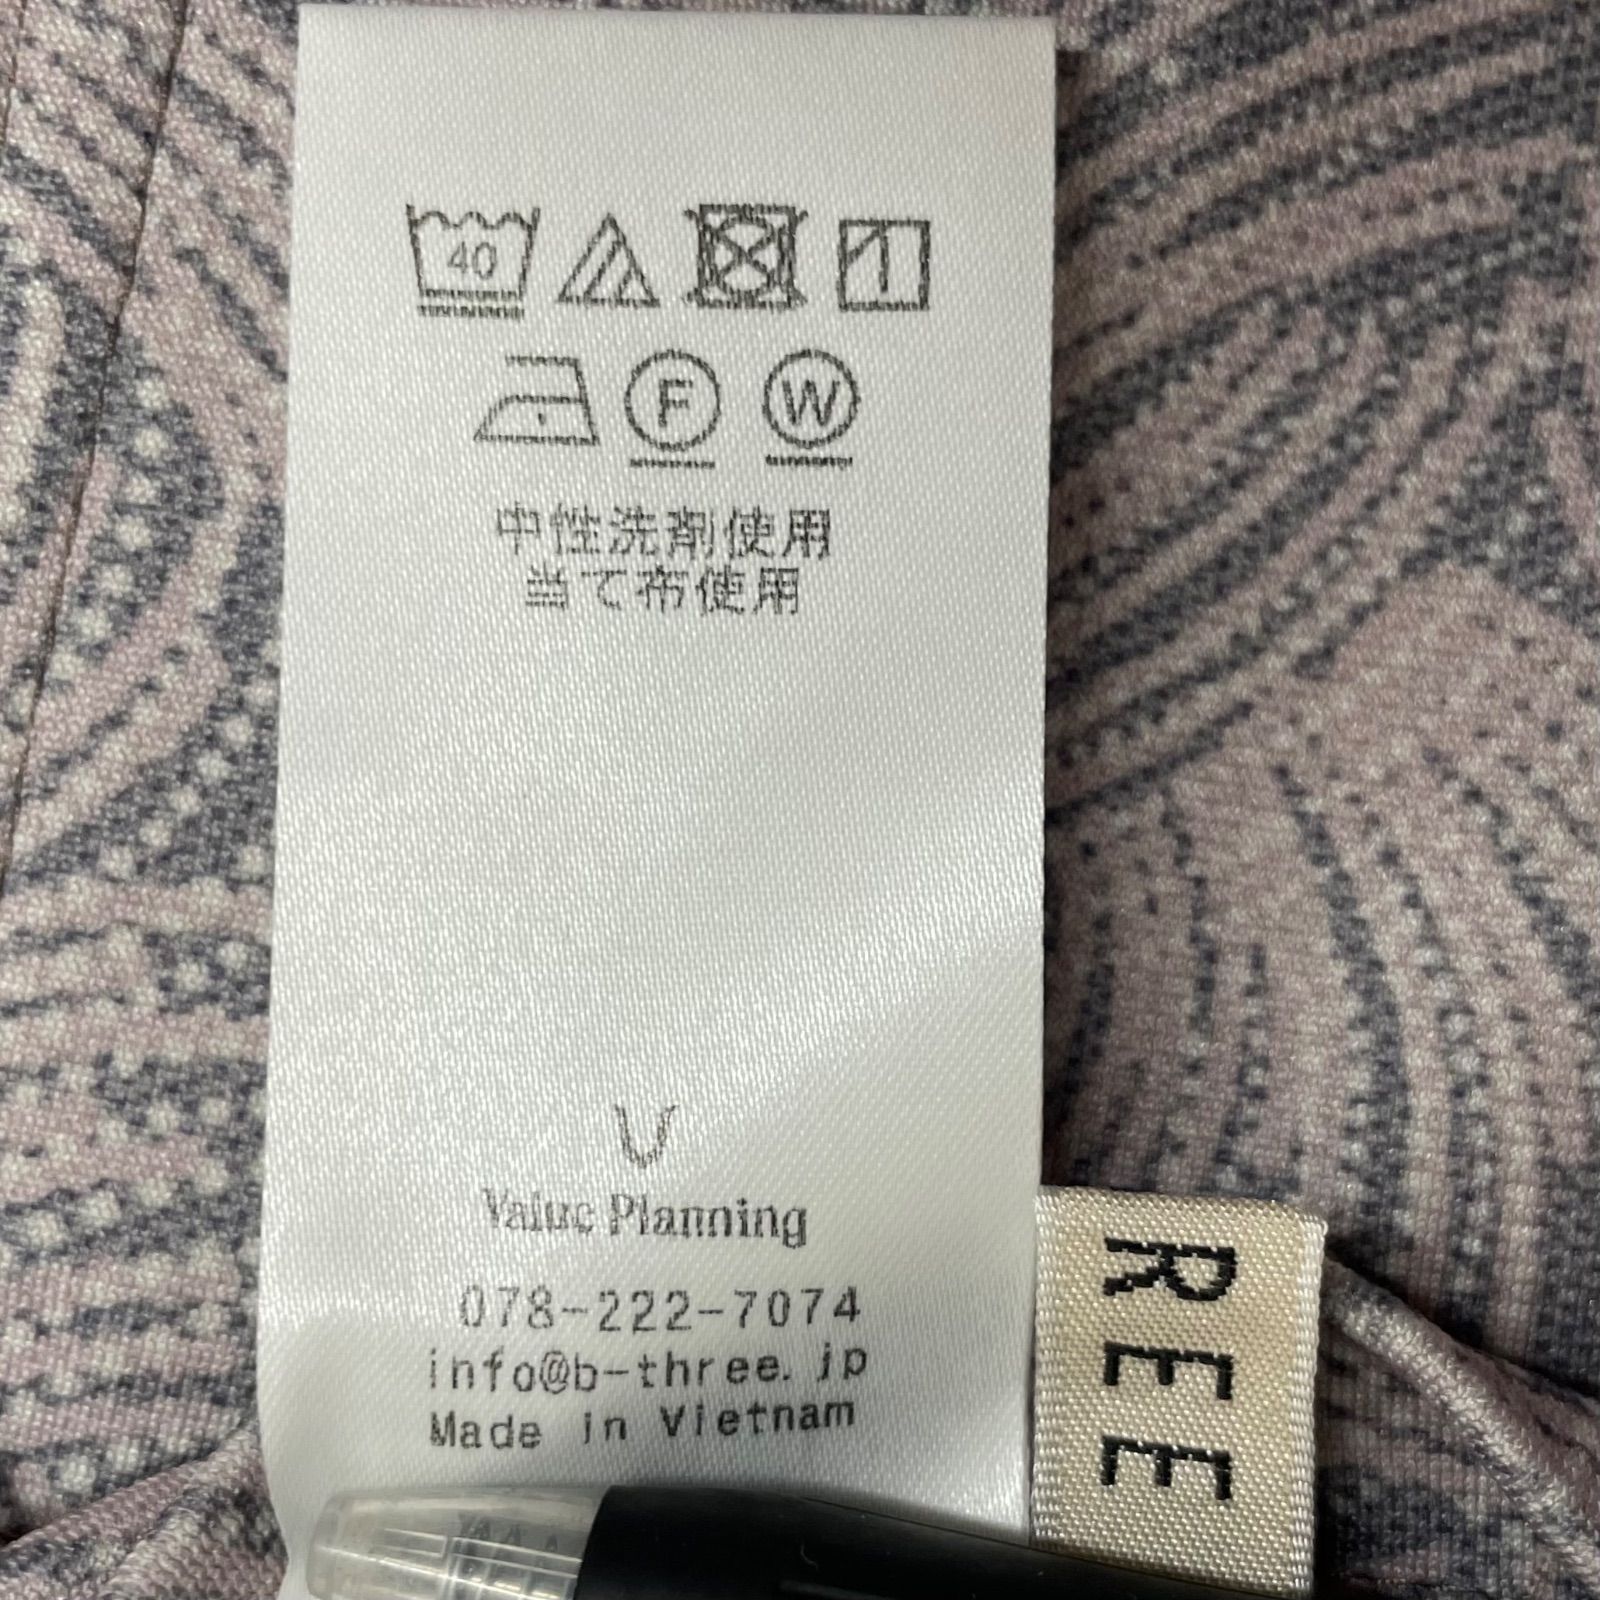 40
F W
中性洗剤使用
当て布使用
Value Planning
078-222-7074
info@b-three.jp
Made in Vietnam
REE